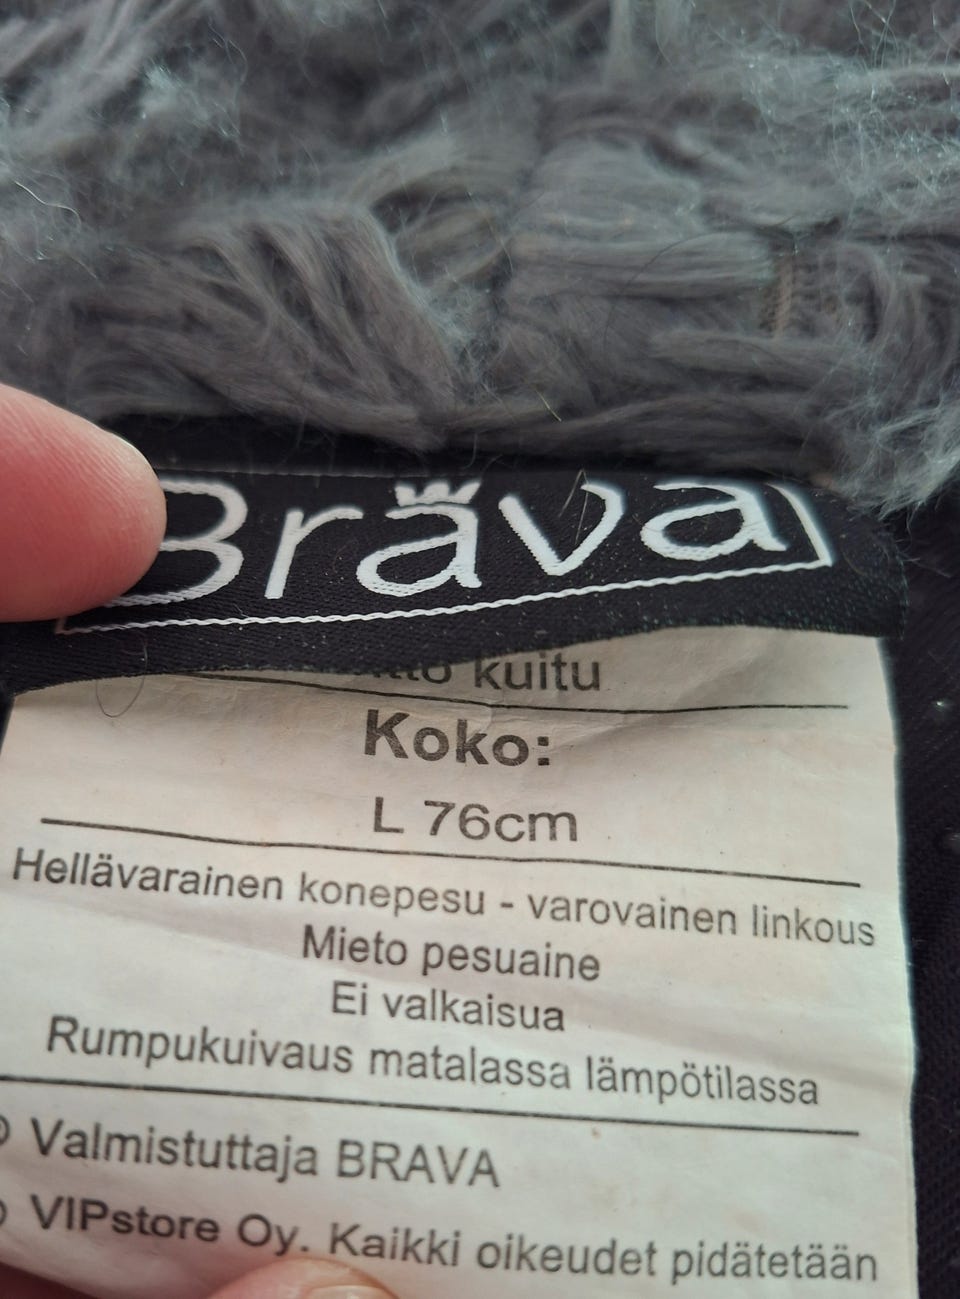 Brava
kuitu
Koko:
L 76cm
Hellävarainen konepesu - varovainen linkous
Mieto pesuaine
Ei valkaisua
Rumpukuivaus matalassa lämpötilassa
Valmistuttaja BRAVA
VIPstore Oy. Kaikki oikeudet pidätetään